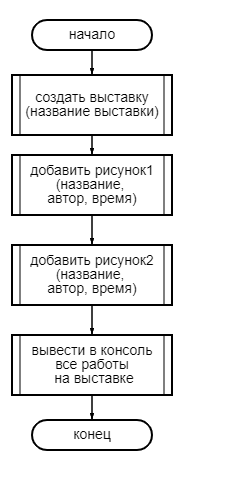 начало
создать выставку
(название выставки)
добавить рисунок1
(название,
автор, время)
добавить рисунок2
(название,
автор, время)
вывести в консоль
все работы
на выставке
конец